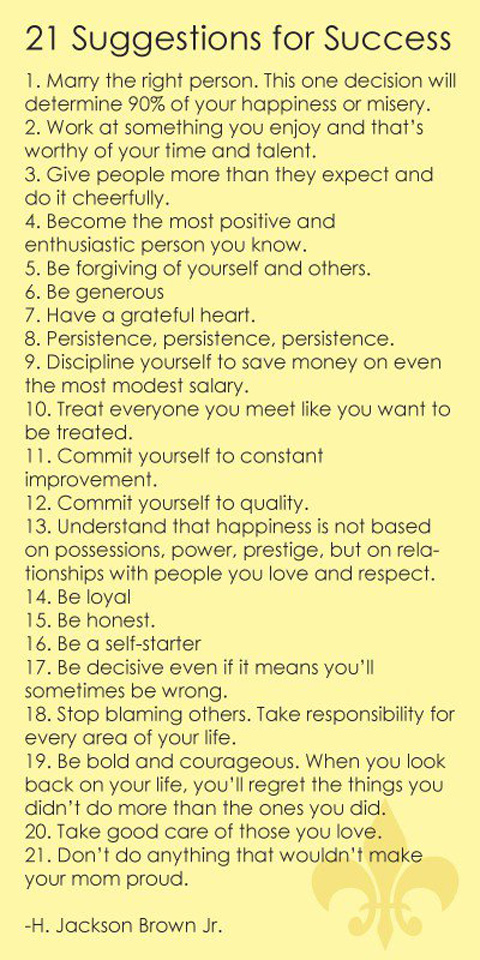 21 Suggestions for Success
1. Marry the right person. This one decision will
determine 90% of your happiness or misery.
2. Work at something you enjoy and that's
worthy of your time and talent.
3. Give people more than they expect and
do it cheerfully.
4. Become the most positive and
enthusiastic person you know.
5. Be forgiving of yourself and others.
6. Be generous
7. Have a grateful heart.
8. Persistence, persistence, persistence.
9. Discipline yourself to save money on even
the most modest salary.
10. Treat everyone you meet like you want to
be treated.
11. Commit yourself to constant
improvement.
12. Commit yourself to quality.
13. Understand that happiness is not based
on possessions, power, prestige, but on rela-
tionships with people you love and respect.
14. Be loyal
15. Be honest.
16. Be a self-starter
17. Be decisive even if it means you'll
sometimes be wrong.
18. Stop blaming others. Take responsibility for
every area of your life.
19. Be bold and courageous. When you look
back on your life, you'll regret the things you
didn't do more than the ones you did.
20. Take good care of those you love.
21. Don't do anything that wouldn't make
your mom proud.
-H. Jackson Brown Jr.